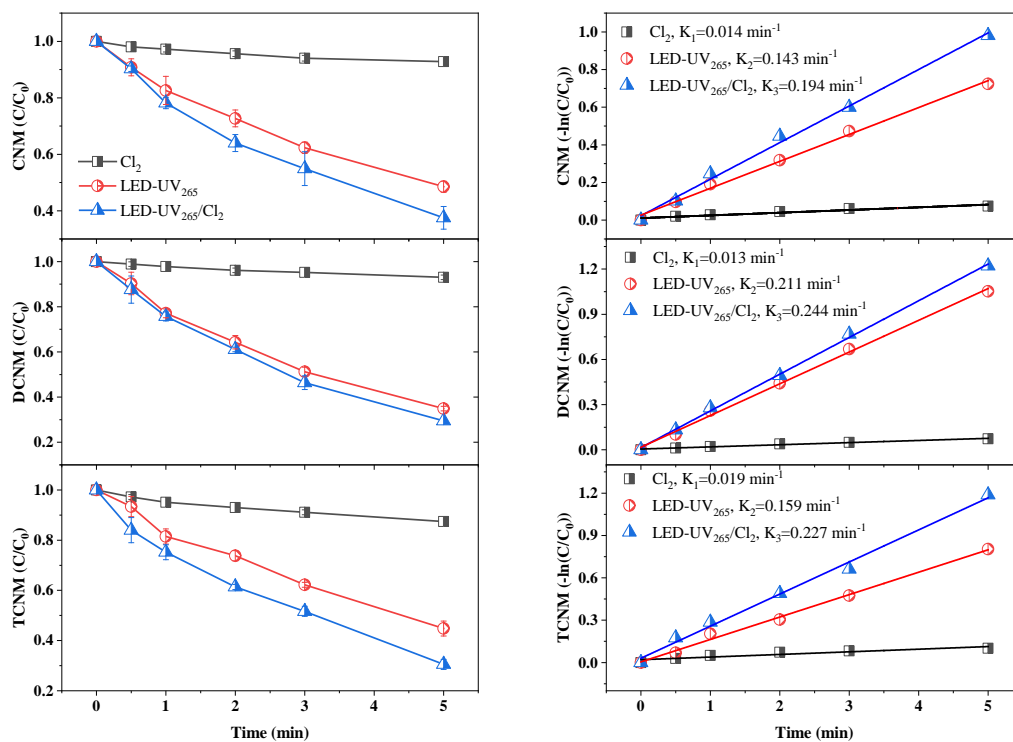 CNM (C/C₀)
1.0
0.8
0.6
0.4
Cl₂
LED-UV₂₆₅
LED-UV₂₆₅/Cl₂
DCNM (C/C₀)
1.0
0.8
0.6
0.4
0.2
TCNM (C/C₀)
1.0
0.8
0.6
0.4
0.2
0 1 2 3 4 5
Time (min)
CNM (-ln(C/C₀))
1.0
0.8
0.6
0.4
0.2
0.0
Cl₂, K₁=0.014 min⁻¹
LED-UV₂₆₅, K₂=0.143 min⁻¹
LED-UV₂₆₅/Cl₂, K₃=0.194 min⁻¹
DCNM (-ln(C/C₀))
1.2
0.9
0.6
0.3
0.0
Cl₂, K₁=0.013 min⁻¹
LED-UV₂₆₅, K₂=0.211 min⁻¹
LED-UV₂₆₅/Cl₂, K₃=0.244 min⁻¹
TCNM (-ln(C/C₀))
1.2
0.9
0.6
0.3
0.0
Cl₂, K₁=0.019 min⁻¹
LED-UV₂₆₅, K₂=0.159 min⁻¹
LED-UV₂₆₅/Cl₂, K₃=0.227 min⁻¹
0 1 2 3 4 5
Time (min)